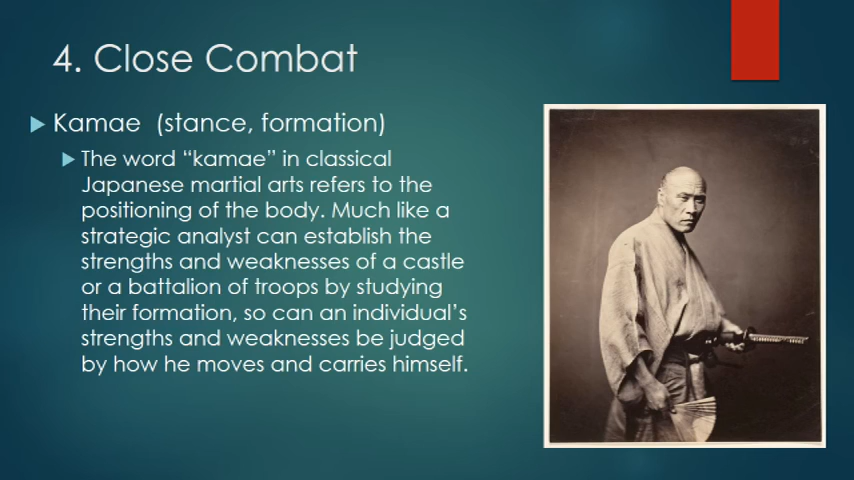 4. Close Combat
Kamae (stance, formation)
The word “kamae” in classical
Japanese martial arts refers to the
positioning of the body. Much like a
strategic analyst can establish the
strengths and weaknesses of a castle
or a battalion of troops by studying
their formation, so can an individual’s
strengths and weaknesses be judged
by how he moves and carries himself.